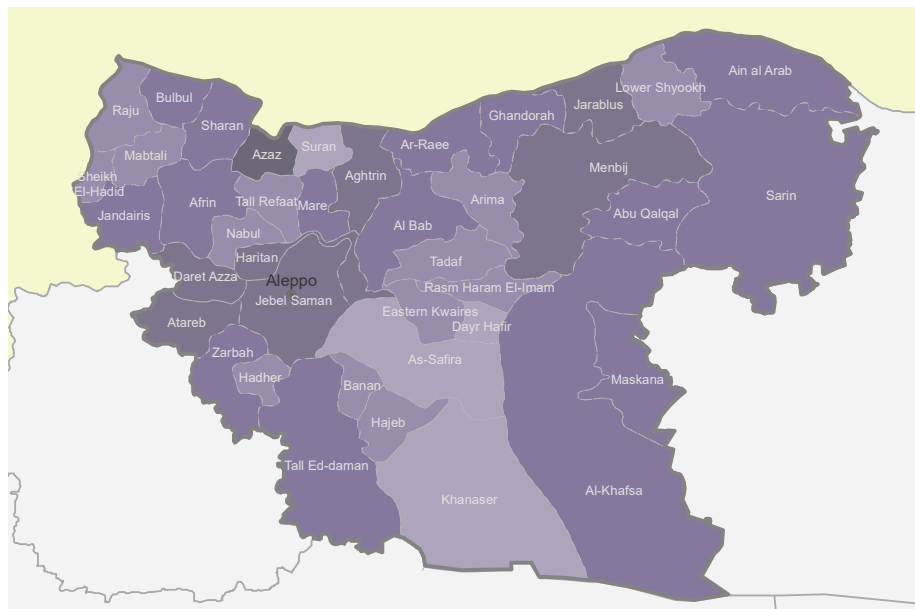 Ain al Arab
Lower Shyookh
Bulbul
Raju
Jarablus
Ghandorah
Sharan
Suran
Ar-Raee
Azaz
Mabtali
Menbij
Aghtrin
Sheikh
El-Hadid
Sarin
Afrin
Tall Refaat
Mare
Arima
Jandairis
Abu Qalqal
Al Bab
Nabul
Haritan
Tadaf
Daret Azza
Aleppo
Rasm Haram El-Imam
Jebel Saman
Eastern Kwaires
Atareb
Dayr Hafir
Zarbah
As-Safira
Hadher
Banan
Maskana
Hajeb
Tall Ed-daman
Al-Khafsa
Khanaser